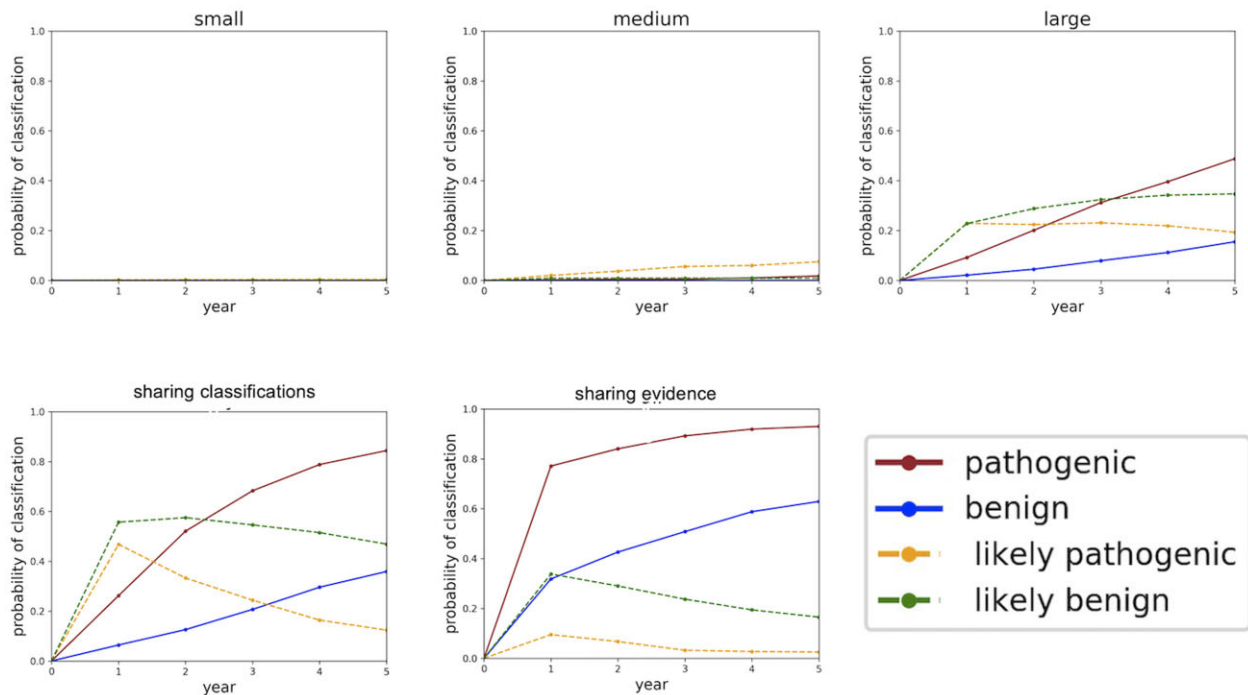 small
probability of classification
1.0
0.8
0.6
0.4
0.2
0.0
0 1 2 3 4 5
year
medium
probability of classification
1.0
0.8
0.6
0.4
0.2
0.0
0 1 2 3 4 5
year
large
probability of classification
1.0
0.8
0.6
0.4
0.2
0.0
0 1 2 3 4 5
year
sharing classifications
probability of classification
1.0
0.8
0.6
0.4
0.2
0.0
0 1 2 3 4 5
year
sharing evidence
probability of classification
1.0
0.8
0.6
0.4
0.2
0.0
0 1 2 3 4 5
year
pathogenic
benign
likely pathogenic
likely benign